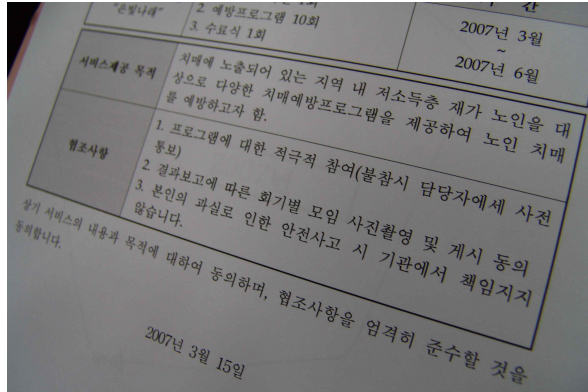 "은빛나래"
2. 예방프로그램 10회
3. 수료식 1회
2007년 3월
~
2007년 6월
서비스제공 목적
치매에 노출되어 있는 지역 내 저소득층 재가 노인을 대
상으로 다양한 치매예방프로그램을 제공하여 노인 치매
를 예방하고자 함.
협조사항
1. 프로그램에 대한 적극적 참여(불참시 담당자에세 사전
통보)
2. 결과보고에 따른 회기별 모임 사진촬영 및 게시 동의
3. 본인의 과실로 인한 안전사고 시 기관에서 책임지지
않습니다.
상기 서비스의 내용과 목적에 대하여 동의하며, 협조사항을 엄격히 준수할 것을
동의합니다.
2007년 3월 15일